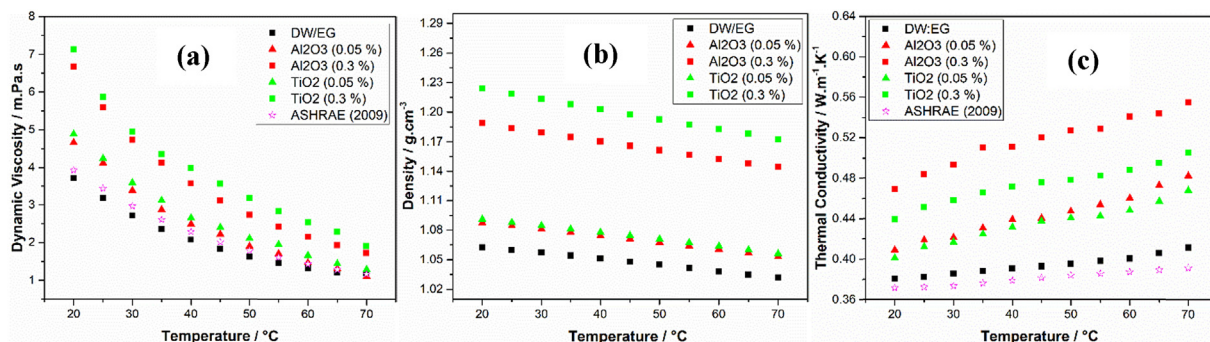 8
7
6
5
4
3
2
1
20
30
40
50
60
70
Dynamic Viscosity / m.Pa.s
Temperature / °C
(a)
DW/EG
Al2O3 (0.05 %)
Al2O3 (0.3 %)
TiO2 (0.05 %)
TiO2 (0.3 %)
ASHRAE (2009)
1.29
1.26
1.23
1.20
1.17
1.14
1.11
1.08
1.05
1.02
20
30
40
50
60
70
Density / g.cm-3
Temperature / °C
(b)
DW/EG
Al2O3 (0.05 %)
Al2O3 (0.3 %)
TiO2 (0.05 %)
TiO2 (0.3 %)
0.64
0.60
0.56
0.52
0.48
0.44
0.40
0.36
20
30
40
50
60
70
Thermal Conductivity / W.m-1.K-1
Temperature / °C
(c)
DW:EG
Al2O3 (0.05 %)
Al2O3 (0.3 %)
TiO2 (0.05 %)
TiO2 (0.3 %)
ASHRAE (2009)